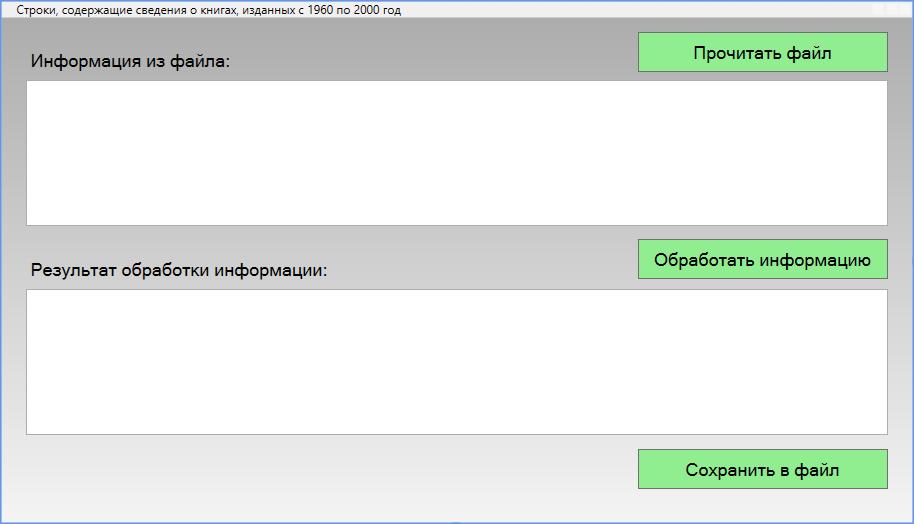 Строки, содержащие сведения о книгах, изданных с 1960 по 2000 год
Прочитать файл
Информация из файла:
Обработать информацию
Результат обработки информации:
Сохранить в файл